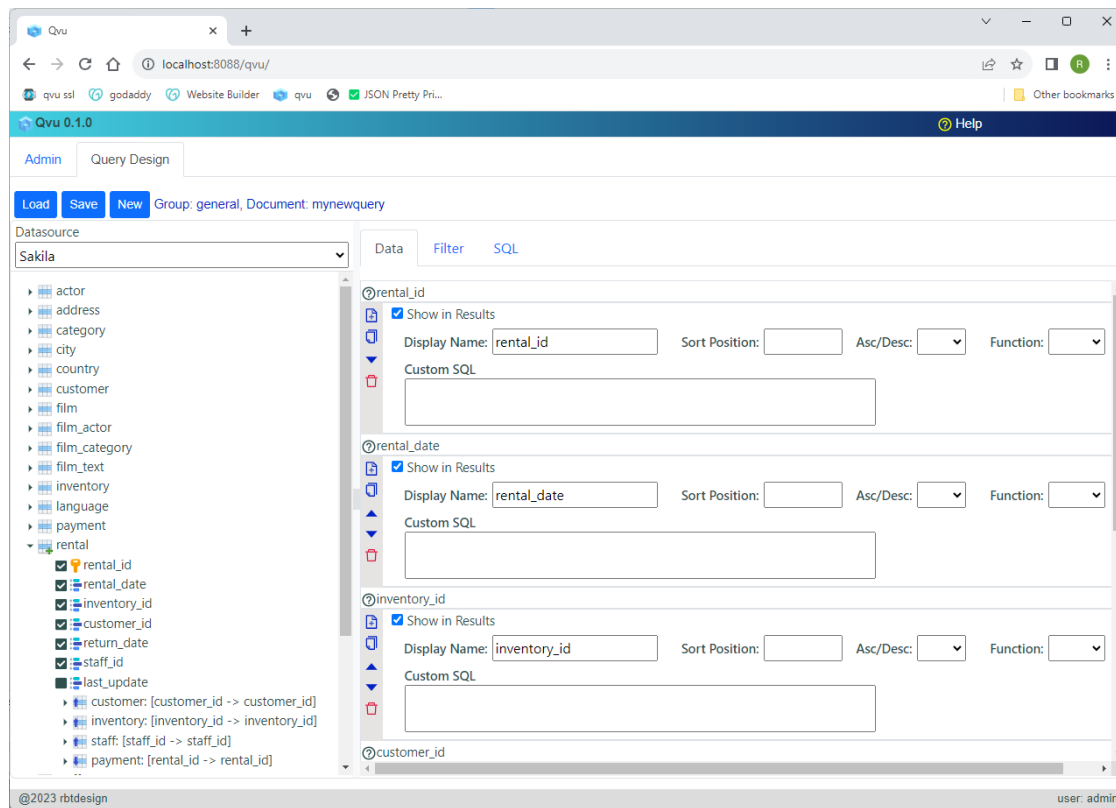 Qvu
localhost:8088/qvu/
R
qvu ssl godaddy Website Builder qvu JSON Pretty Pri... Other bookmarks
Qvu 0.1.0 Help
Admin Query Design
Load Save New Group: general, Document: mynewquery
Datasource
Sakila
actor
address
category
city
country
customer
film
film_actor
film_category
film_text
inventory
language
payment
rental
rental_id
rental_date
inventory_id
customer_id
return_date
staff_id
last_update
customer: [customer_id -> customer_id]
inventory: [inventory_id -> inventory_id]
staff: [staff_id -> staff_id]
payment: [rental_id -> rental_id]
Data Filter SQL
rental_id
Show in Results
Display Name: rental_id Sort Position: Asc/Desc: Function:
Custom SQL
rental_date
Show in Results
Display Name: rental_date Sort Position: Asc/Desc: Function:
Custom SQL
inventory_id
Show in Results
Display Name: inventory_id Sort Position: Asc/Desc: Function:
Custom SQL
customer_id
@2023 rbtdesign user: admin